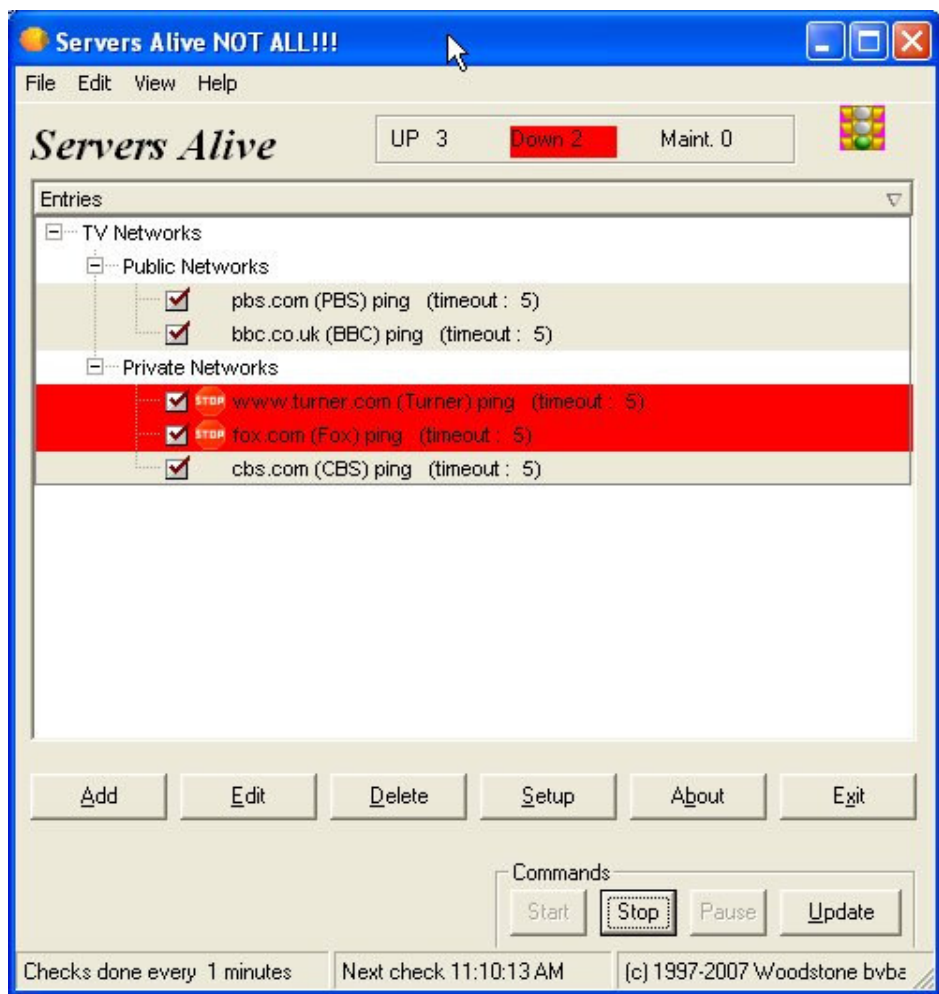 Servers Alive NOT ALL!!!
File Edit View Help
Servers Alive UP 3 Down 2 Maint. 0
Entries
TV Networks
Public Networks
pbs.com (PBS) ping (timeout : 5)
bbc.co.uk (BBC) ping (timeout : 5)
Private Networks
STOP wwww.turner.com (Turner) ping (timeout : 5)
STOP fox.com (Fox) ping (timeout : 5)
cbs.com (CBS) ping (timeout : 5)
Add Edit Delete Setup About Exit
Commands
Start Stop Pause Update
Checks done every 1 minutes Next check 11:10:13 AM (c) 1997-2007 Woodstone bvba